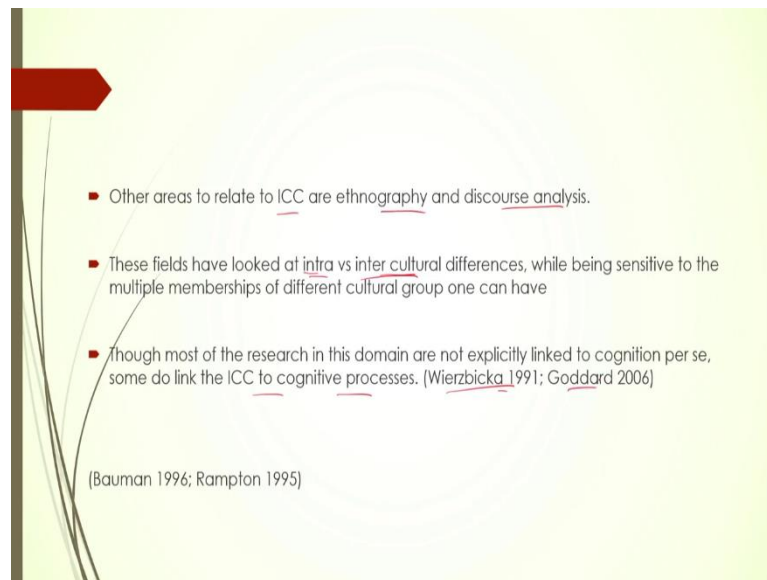 Other areas to relate to ICC are ethnography and discourse analysis.
These fields have looked at intra vs inter cultural differences, while being sensitive to the
multiple memberships of different cultural group one can have
Though most of the research in this domain are not explicitly linked to cognition per se,
some do link the ICC to cognitive processes. (Wierzbicka 1991; Goddard 2006)
(Bauman 1996; Rampton 1995)